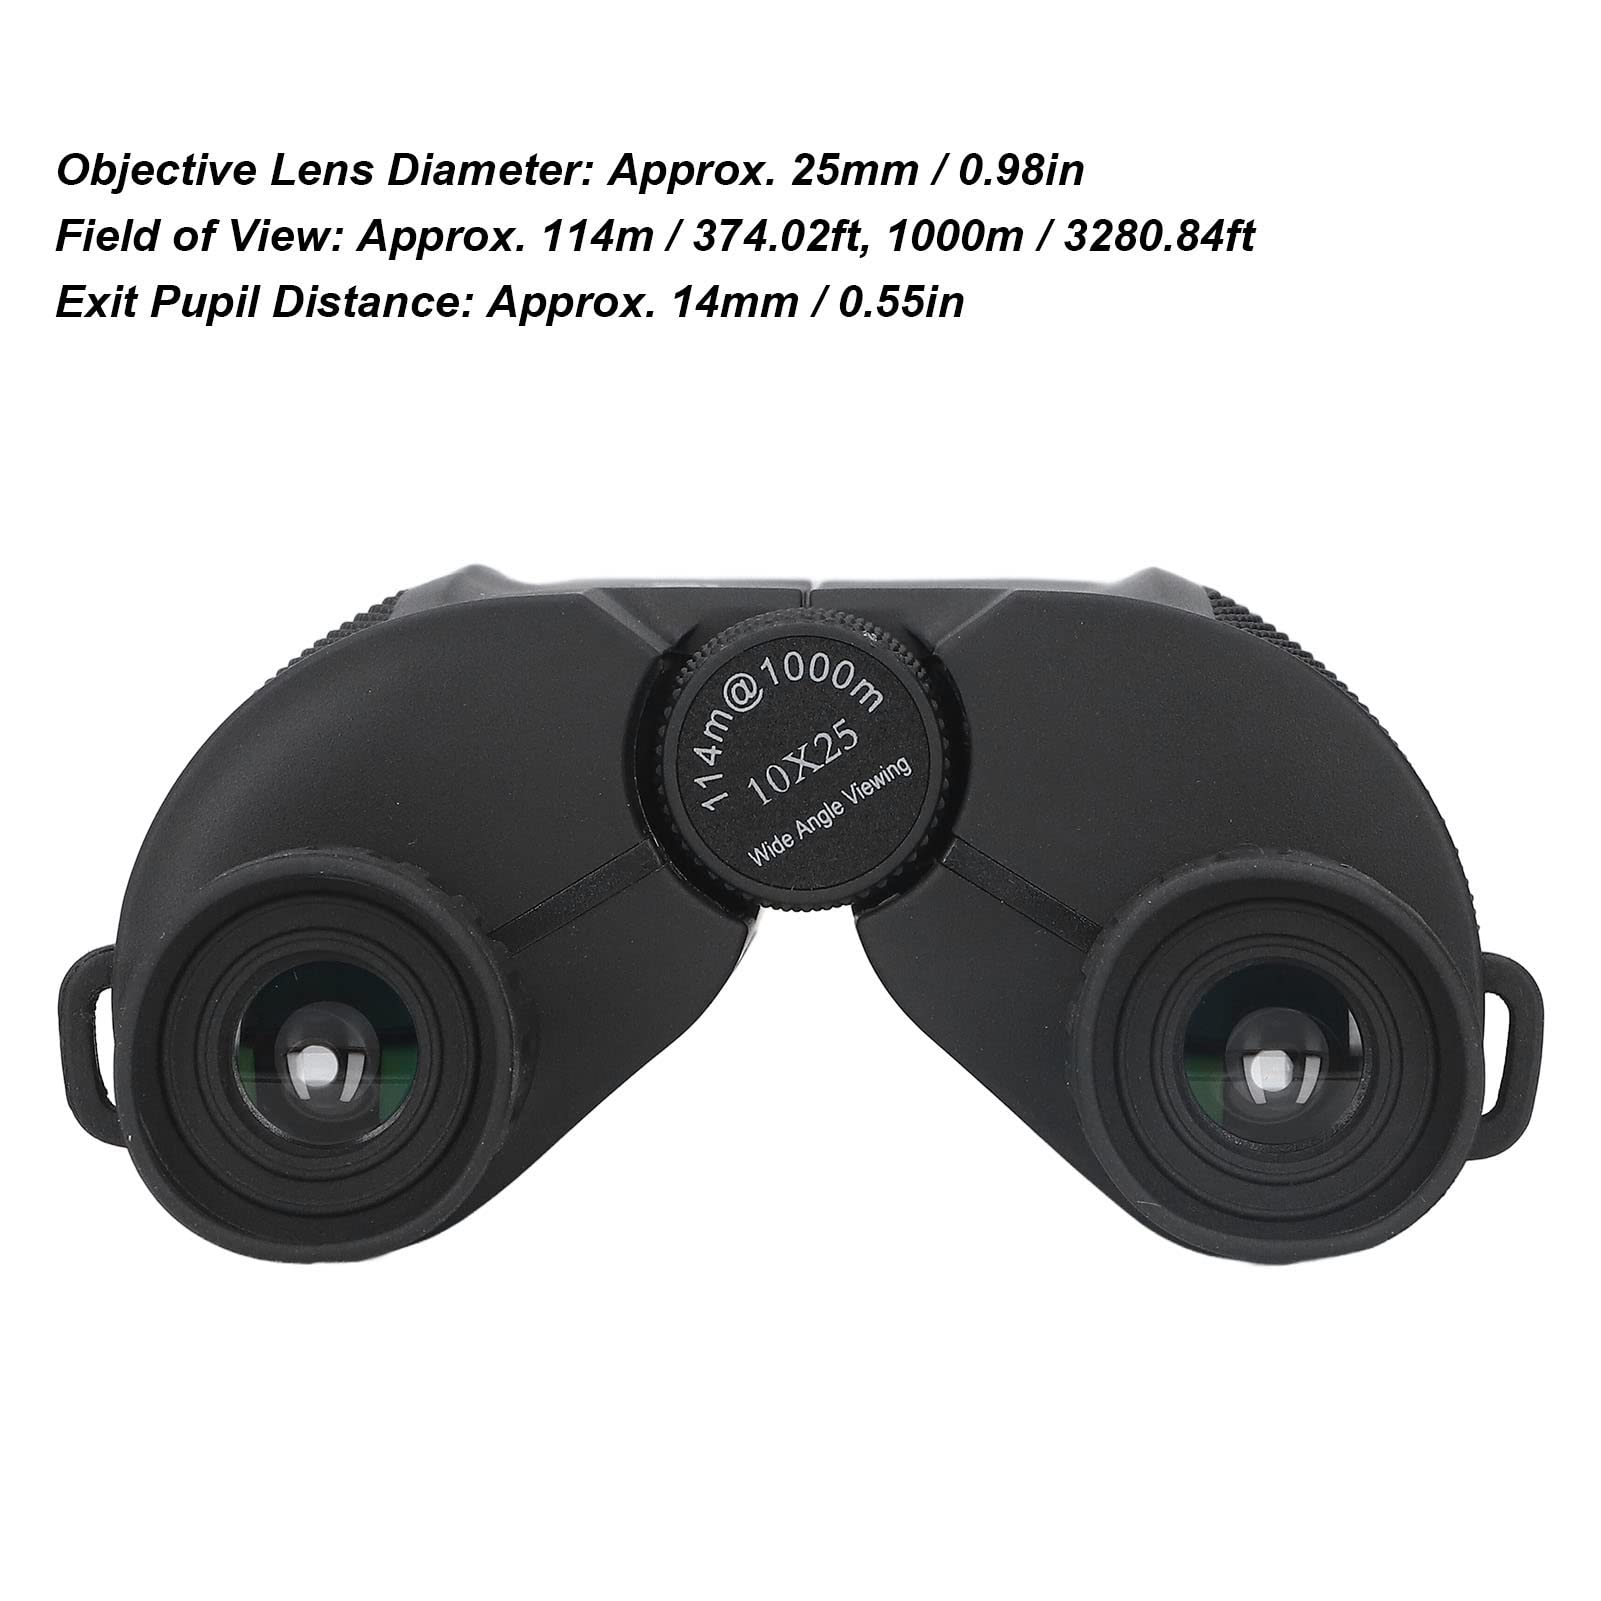 Objective Lens Diameter: Approx. 25mm / 0.98in
Field of View: Approx. 114m / 374.02ft, 1000m / 3280.84ft
Exit Pupil Distance: Approx. 14mm / 0.55in
114m@1000m
10X25
Wide Angle Viewing